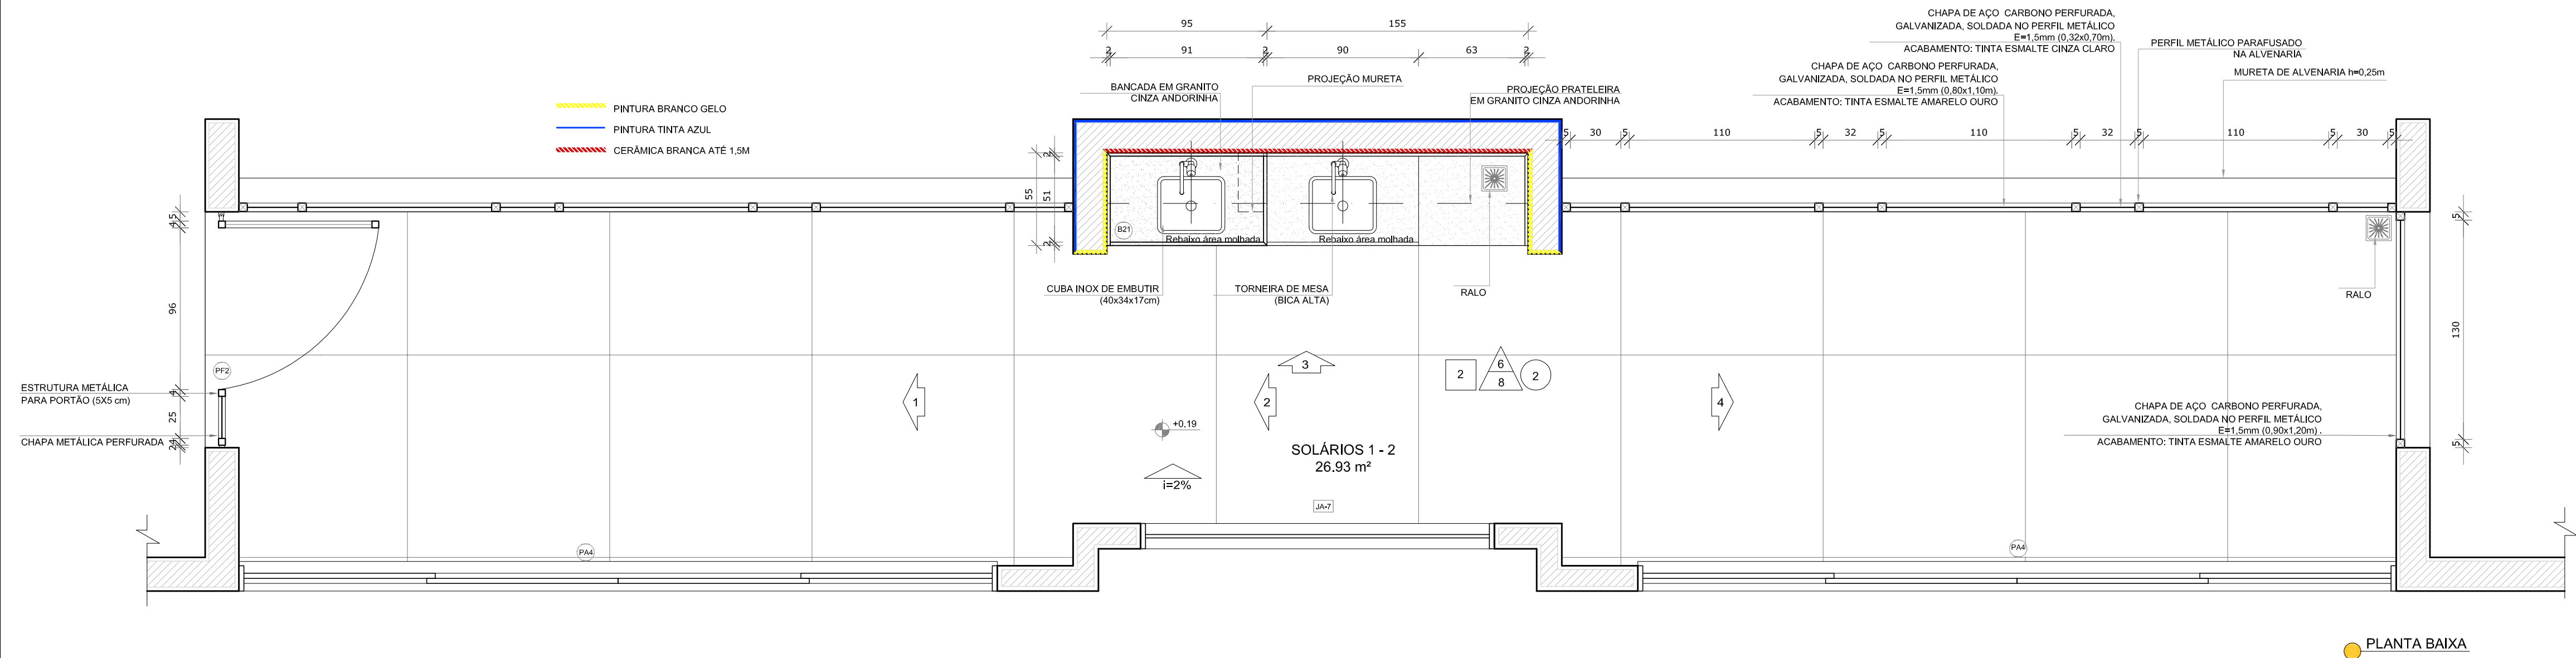 95
155
2
91
2
90
63
2
CHAPA DE AÇO CARBONO PERFURADA,
GALVANIZADA, SOLDADA NO PERFIL METÁLICO
E=1,5mm (0,32x0,70m).
ACABAMENTO: TINTA ESMALTE CINZA CLARO
PERFIL METÁLICO PARAFUSADO
NA ALVENARIA
MURETA DE ALVENARIA h=0,25m
CHAPA DE AÇO CARBONO PERFURADA,
GALVANIZADA, SOLDADA NO PERFIL METÁLICO
E=1,5mm (0,80x1,10m).
ACABAMENTO: TINTA ESMALTE AMARELO OURO
BANCADA EM GRANITO
CINZA ANDORINHA
PROJEÇÃO MURETA
PROJEÇÃO PRATELEIRA
EM GRANITO CINZA ANDORINHA
PINTURA BRANCO GELO
PINTURA TINTA AZUL
CERÂMICA BRANCA ATÉ 1,5M
5
30
5
110
5
32
5
110
5
32
5
110
5
30
5
2
55
51
2
B21
Rebaixo área molhada
Rebaixo área molhada
CUBA INOX DE EMBUTIR
(40x34x17cm)
TORNEIRA DE MESA
(BICA ALTA)
RALO
RALO
4 5
96
4
25
2 4
PF2
ESTRUTURA METÁLICA
PARA PORTÃO (5X5 cm)
CHAPA METÁLICA PERFURADA
5
130
5
1
2
3
4
2
6
8
2
+0,19
i=2%
SOLÁRIOS 1 - 2
26.93 m²
JA-7
CHAPA DE AÇO CARBONO PERFURADA,
GALVANIZADA, SOLDADA NO PERFIL METÁLICO
E=1,5mm (0,90x1,20m) .
ACABAMENTO: TINTA ESMALTE AMARELO OURO
PA4
PA4
PLANTA BAIXA